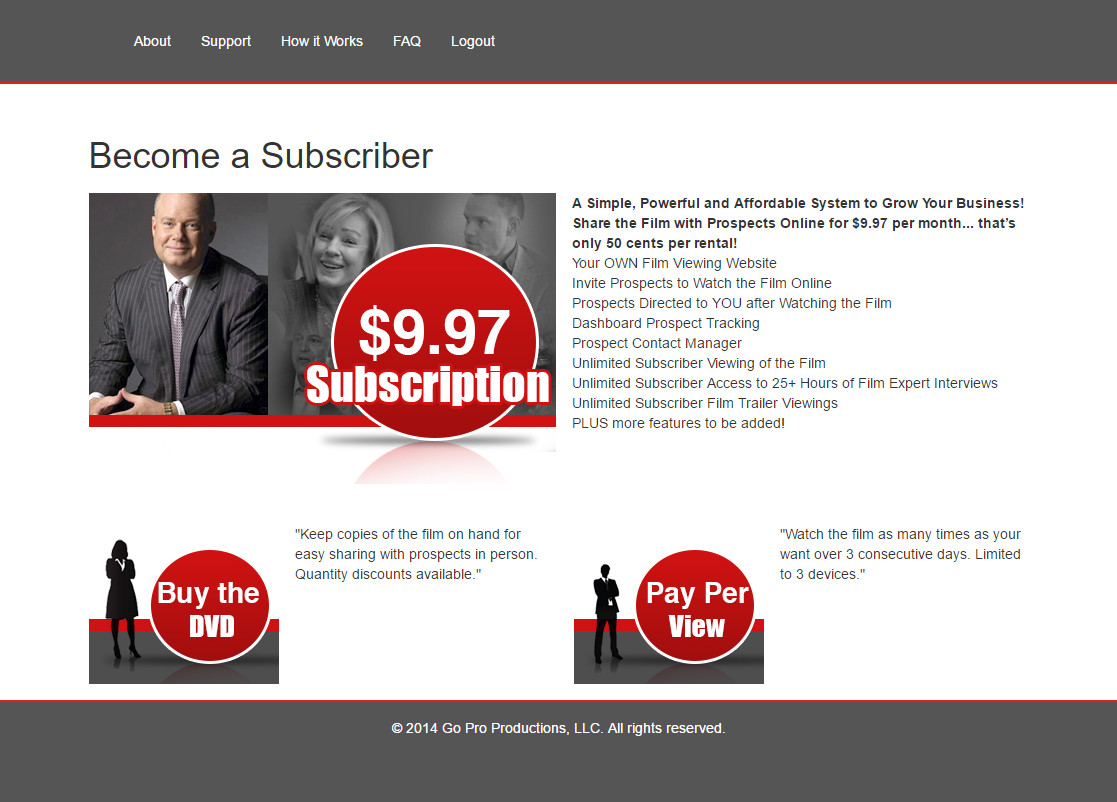 About Support How it Works FAQ Logout
Become a Subscriber
$9.97
Subscription
A Simple, Powerful and Affordable System to Grow Your Business!
Share the Film with Prospects Online for $9.97 per month... that’s
only 50 cents per rental!
Your OWN Film Viewing Website
Invite Prospects to Watch the Film Online
Prospects Directed to YOU after Watching the Film
Dashboard Prospect Tracking
Prospect Contact Manager
Unlimited Subscriber Viewing of the Film
Unlimited Subscriber Access to 25+ Hours of Film Expert Interviews
Unlimited Subscriber Film Trailer Viewings
PLUS more features to be added!
Buy the
DVD
"Keep copies of the film on hand for
easy sharing with prospects in person.
Quantity discounts available."
Pay Per
View
"Watch the film as many times as your
want over 3 consecutive days. Limited
to 3 devices."
© 2014 Go Pro Productions, LLC. All rights reserved.